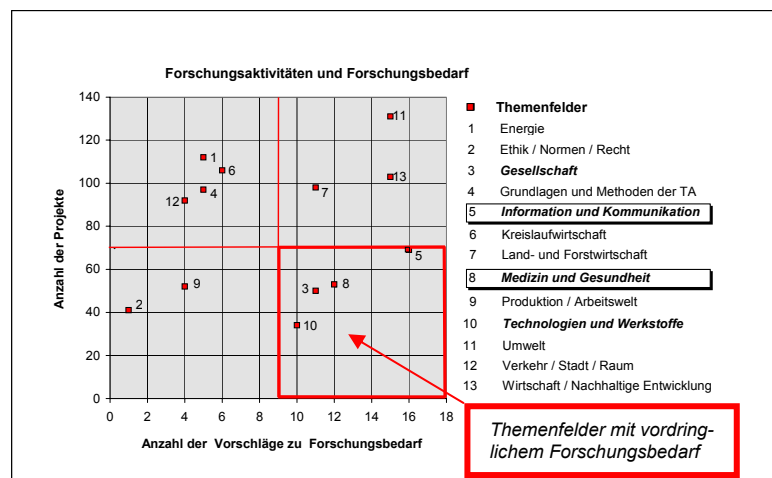 Forschungsaktivitäten und Forschungsbedarf
Anzahl der Projekte
140
120
100
80
60
40
20
0
11
1
6
13
4
7
12
5
9
3
8
2
10
0 2 4 6 8 10 12 14 16 18
Anzahl der Vorschläge zu Forschungsbedarf
Themenfelder
1 Energie
2 Ethik / Normen / Recht
3 Gesellschaft
4 Grundlagen und Methoden der TA
5 Information und Kommunikation
6 Kreislaufwirtschaft
7 Land- und Forstwirtschaft
8 Medizin und Gesundheit
9 Produktion / Arbeitswelt
10 Technologien und Werkstoffe
11 Umwelt
12 Verkehr / Stadt / Raum
13 Wirtschaft / Nachhaltige Entwicklung
Themenfelder mit vordring-
lichem Forschungsbedarf